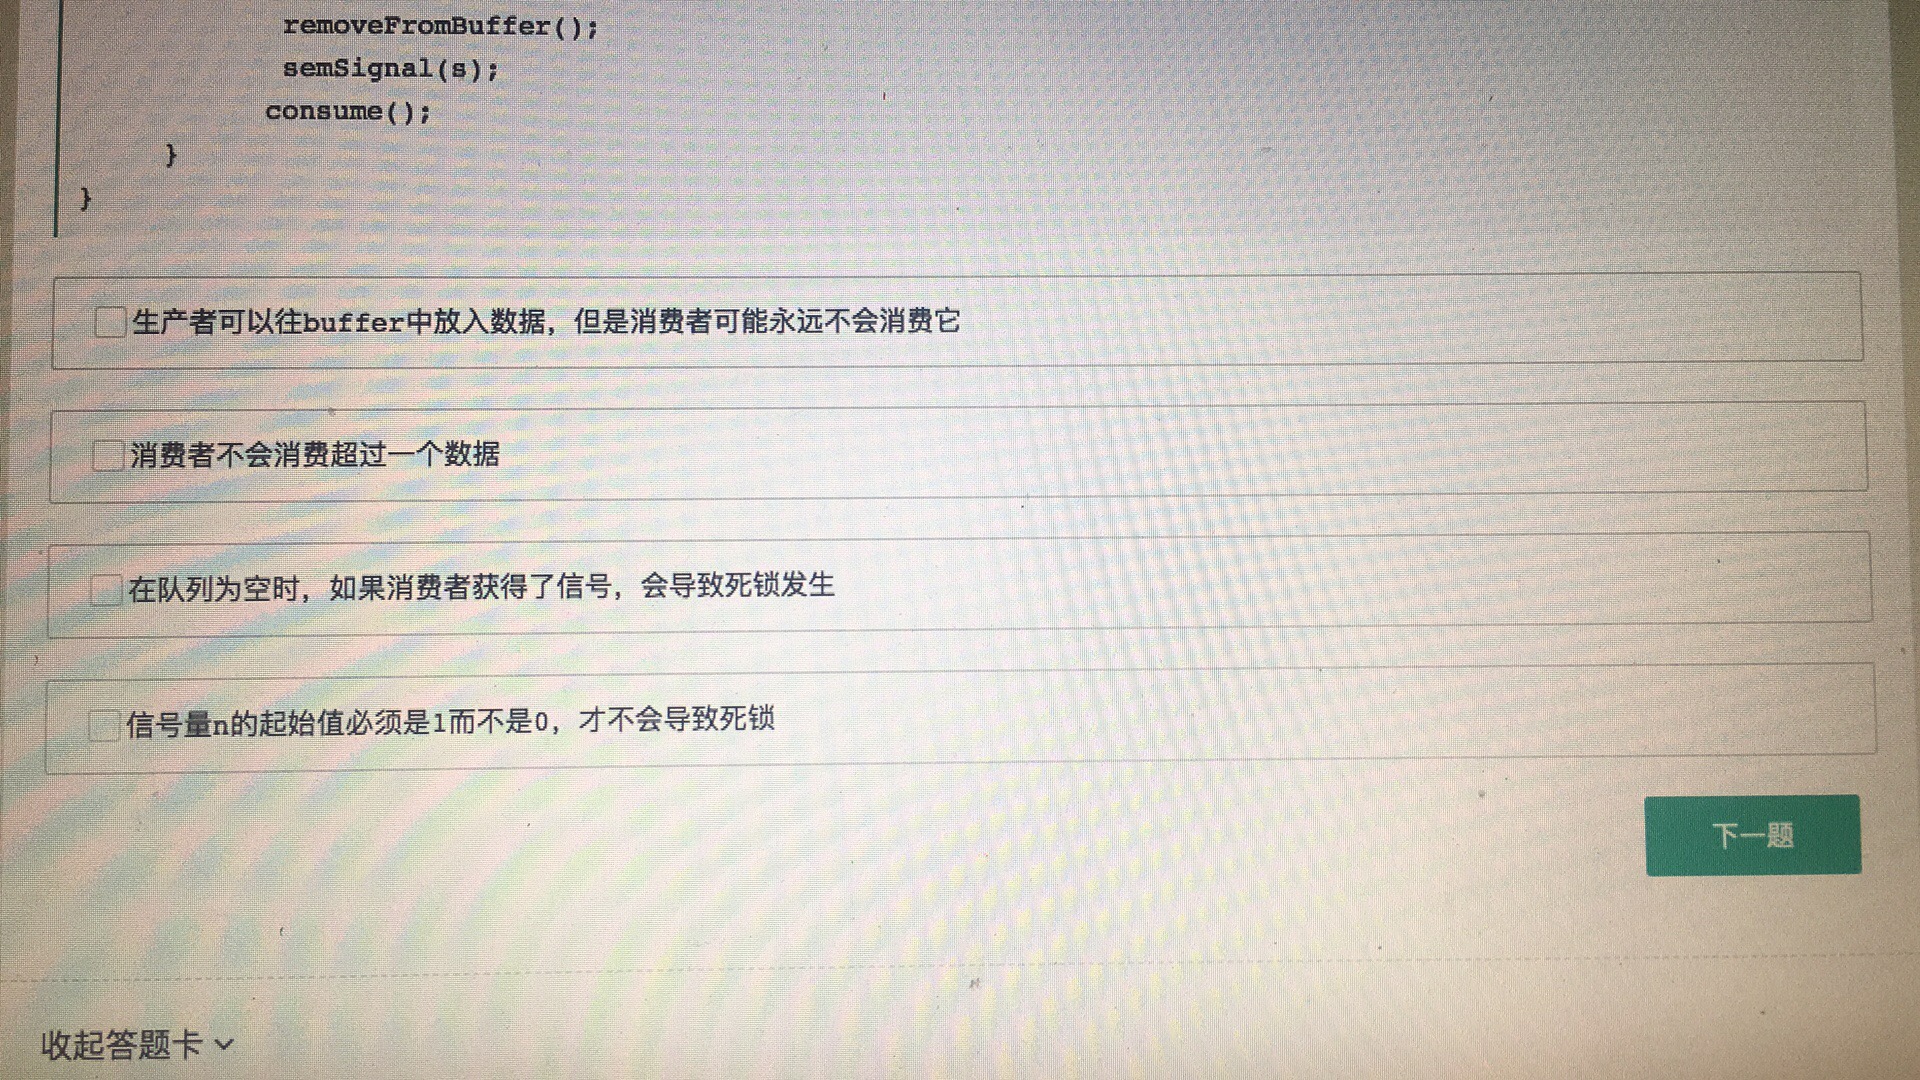 removeFromBuffer();
semSignal(s);
consume();
}
}
生产者可以往buffer中放入数据，但是消费者可能永远不会消费它
消费者不会消费超过一个数据
在队列为空时，如果消费者获得了信号，会导致死锁发生
信号量n的起始值必须是1而不是0，才不会导致死锁
下一题
收起答题卡